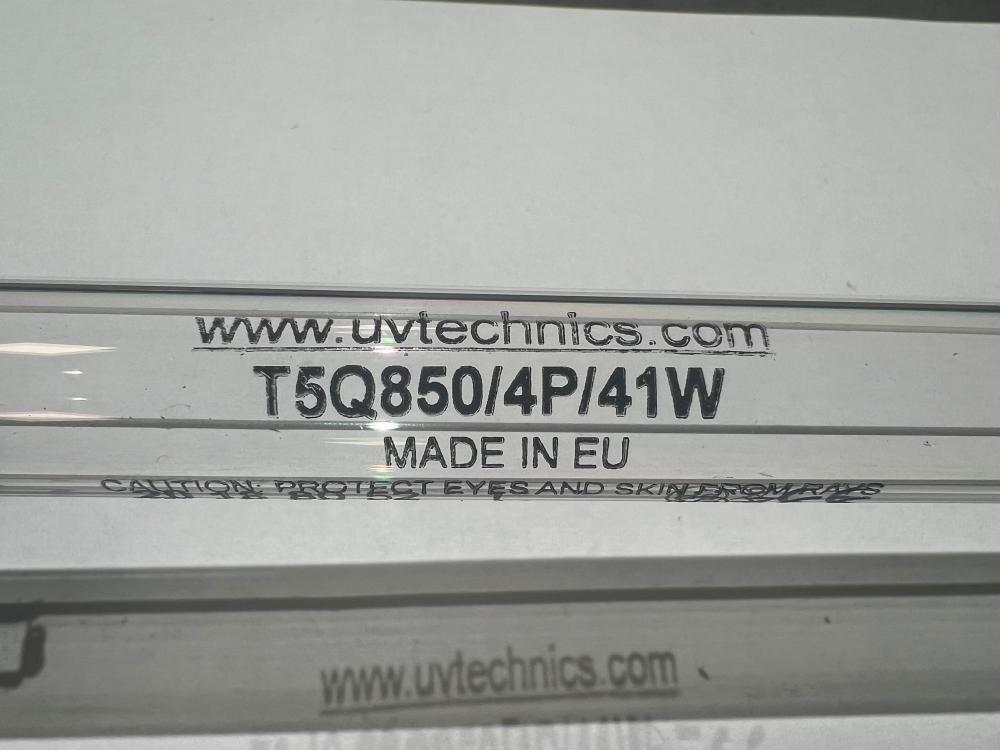 www.uvtechnics.com
T5Q850/4P/41W
MADE IN EU
CAUTION: PROTECT EYES AND SKIN FROM RAYS
www.uvtechnics.com